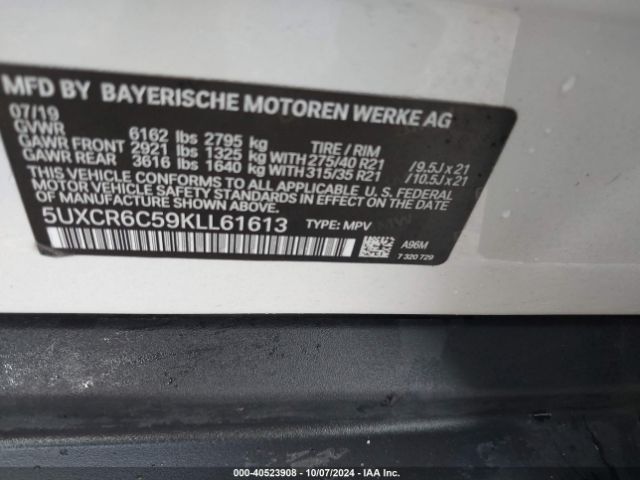 MFD BY BAYERISCHE MOTOREN WERKE AG
07/19
GVWR 6162 lbs 2795 kg TIRE / RIM
GAWR FRONT 2921 lbs 1325 kg WITH 275/40 R21 / 9.5J x 21
GAWR REAR 3616 lbs 1640 kg WITH 315/35 R21 / 10.5J x 21
THIS VEHICLE CONFORMS TO ALL APPLICABLE U. S. FEDERAL
MOTOR VEHICLE SAFETY STANDARDS IN EFFECT ON THE
DATE OF MANUFACTURE SHOWN ABOVE.
5UXCR6C59KLL61613 TYPE: MPV
A96M
7 320 729
000-40523908 - 10/07/2024 - IAA Inc.